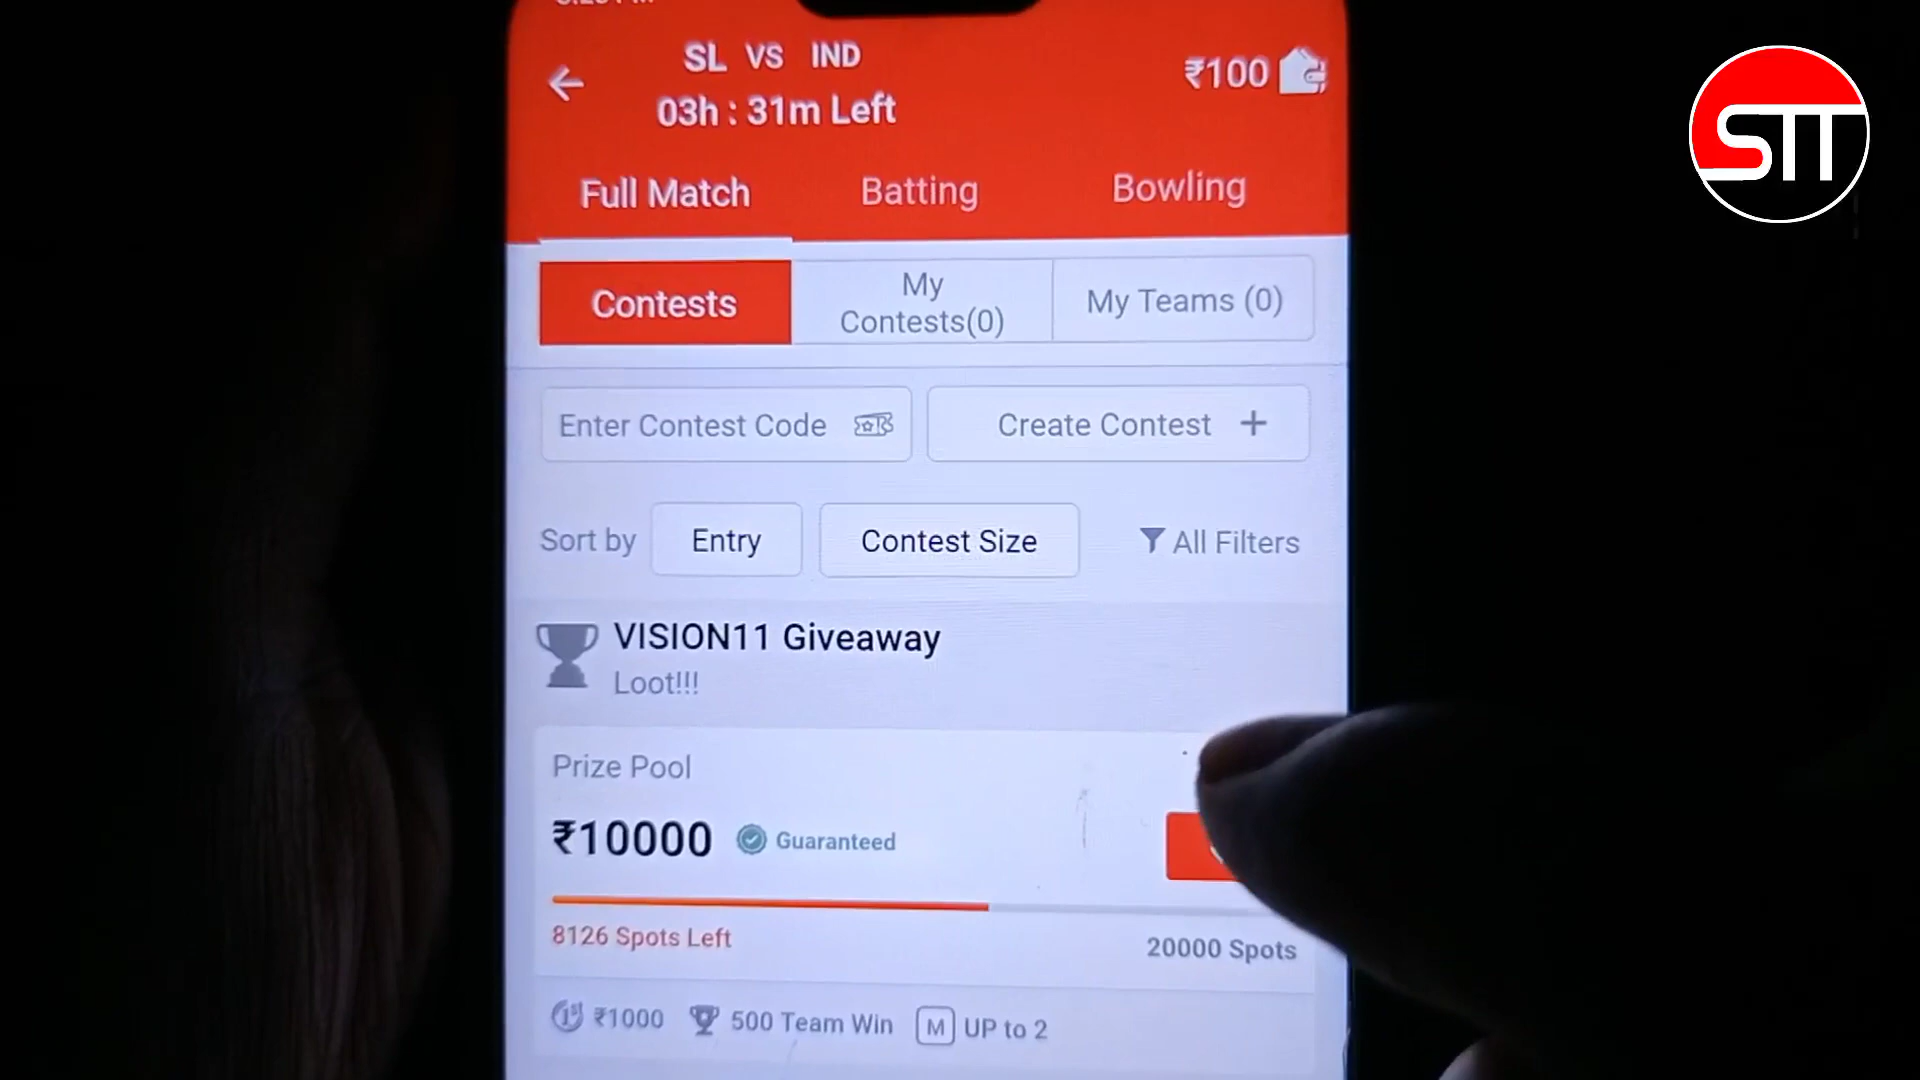 SL VS IND
₹100
03h : 31m Left
STT
Full Match
Batting
Bowling
Contests
My
Contests(0)
My Teams (0)
Enter Contest Code
Create Contest +
Sort by
Entry
Contest Size
All Filters
VISION11 Giveaway
Loot!!!
Prize Pool
₹10000
Guaranteed
8126 Spots Left
20000 Spots
1st ₹1000
500 Team Win
M UP to 2